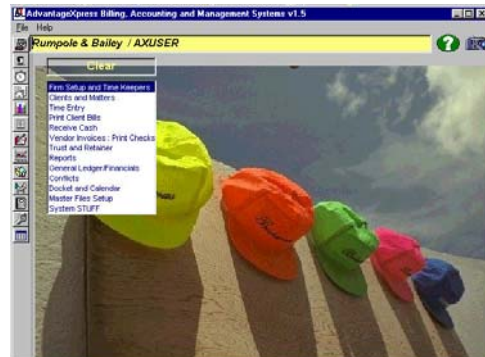 AdvantageXpress Billing, Accounting and Management Systems v1.5
File Help
Rumpole & Bailey / AXUSER
Clear
Firm Setup and Time Keepers
Clients and Matters
Time Entry
Print Client Bills
Receive Cash
Vendor Invoices : Print Checks
Trust and Retainer
Reports
General Ledger/Financials
Conflicts
Docket and Calendar
Master Files Setup
System STUFF